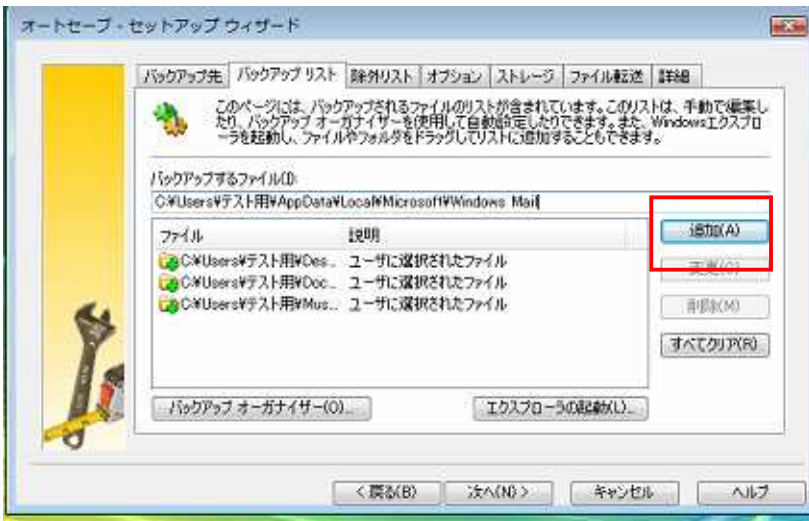 オートセーブ・セットアップ ウィザード
バックアップ先 バックアップ リスト 除外リスト オプション ストレージ ファイル転送 詳細
このページには、バックアップされるファイルのリストが含まれています。このリストは、手動で編集し
たり、バックアップ オーガナイザーを使用して自動設定したりできます。また、Windowsエクスプロ
ーラを起動し、ファイルやフォルダをドラッグしてリストに追加することもできます。
バックアップするファイル(I):
C:¥Users¥テスト用¥AppData¥Local¥Microsoft¥Windows Mail
追加(A)
ファイル 説明
変更(C)
C:¥Users¥テスト用¥Des... ユーザに選択されたファイル
C:¥Users¥テスト用¥Doc... ユーザに選択されたファイル
C:¥Users¥テスト用¥Mus... ユーザに選択されたファイル
削除(M)
すべてクリア(R)
バックアップ オーガナイザー(O)... エクスプローラの起動(L)...
< 戻る(B) 次へ(N) > キャンセル ヘルプ